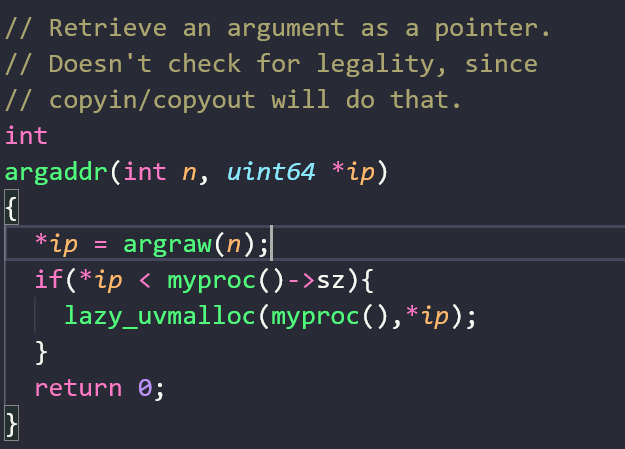 // Retrieve an argument as a pointer.
// Doesn't check for legality, since
// copyin/copyout will do that.
int
argaddr(int n, uint64 *ip)
{
  *ip = argraw(n);
  if(*ip < myproc()->sz){
    lazy_uvmalloc(myproc(),*ip);
  }
  return 0;
}